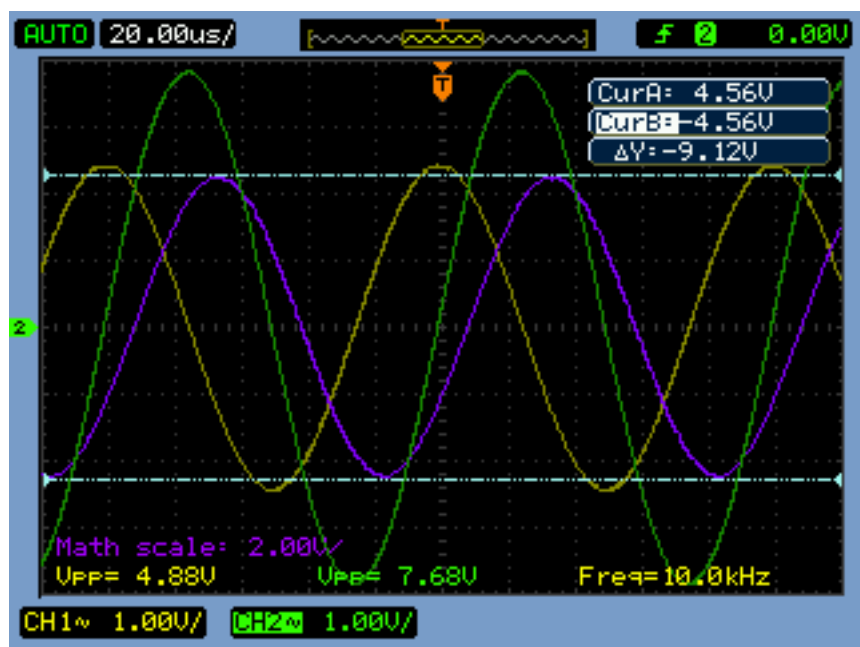 AUTO 20.00us/ T 2 0.00V
T
CurA: 4.56V
CurB:-4.56V
ΔY:-9.12V
2
Math scale: 2.00V/
VPP= 4.88V VPP= 7.68V Freq=10.0kHz
CH1~ 1.00V/ CH2~ 1.00V/